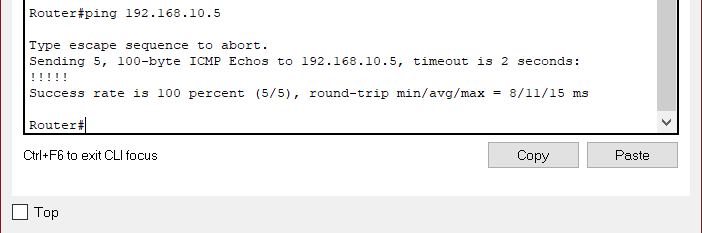 Router#ping 192.168.10.5
Type escape sequence to abort.
Sending 5, 100-byte ICMP Echos to 192.168.10.5, timeout is 2 seconds:
!!!!!
Success rate is 100 percent (5/5), round-trip min/avg/max = 8/11/15 ms
Router#
Ctrl+F6 to exit CLI focus
Copy
Paste
Top